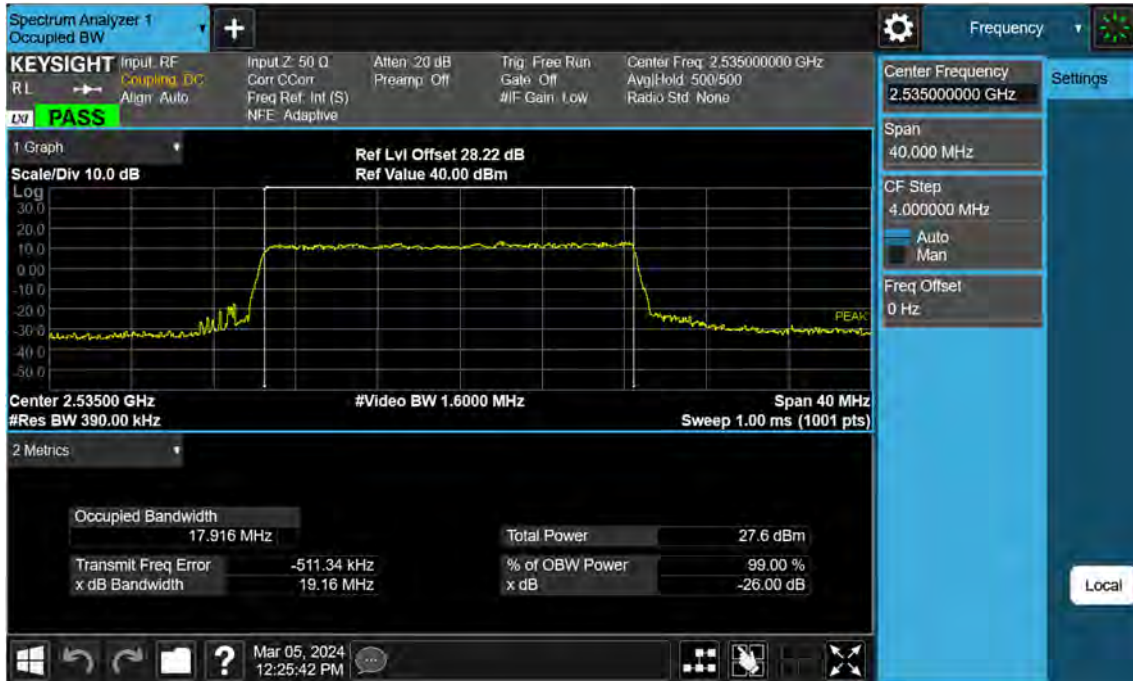 Spectrum Analyzer 1
Occupied BW
+
Frequency
KEYSIGHT
RL
LXI
PASS
Input: RF
Coupling: DC
Align: Auto
Input Z: 50 Ω
Corr CCorr
Freq Ref: Int (S)
NFE: Adaptive
Atten: 20 dB
Preamp: Off
Trig: Free Run
Gate: Off
#IF Gain: Low
Center Freq: 2.535000000 GHz
Avg|Hold: 500/500
Radio Std: None
Center Frequency
2.535000000 GHz
Settings
Span
40.000 MHz
CF Step
4.000000 MHz
Auto
Man
Freq Offset
0 Hz
1 Graph
Scale/Div 10.0 dB
Ref Lvl Offset 28.22 dB
Ref Value 40.00 dBm
Log
30.0
20.0
10.0
0.00
-10.0
-20.0
-30.0
-40.0
-50.0
PEAK
Center 2.53500 GHz
#Video BW 1.6000 MHz
Span 40 MHz
#Res BW 390.00 kHz
Sweep 1.00 ms (1001 pts)
2 Metrics
Occupied Bandwidth
17.916 MHz
Total Power 27.6 dBm
Transmit Freq Error -511.34 kHz
% of OBW Power 99.00 %
x dB Bandwidth 19.16 MHz
x dB -26.00 dB
Local
?
Mar 05, 2024
12:25:42 PM